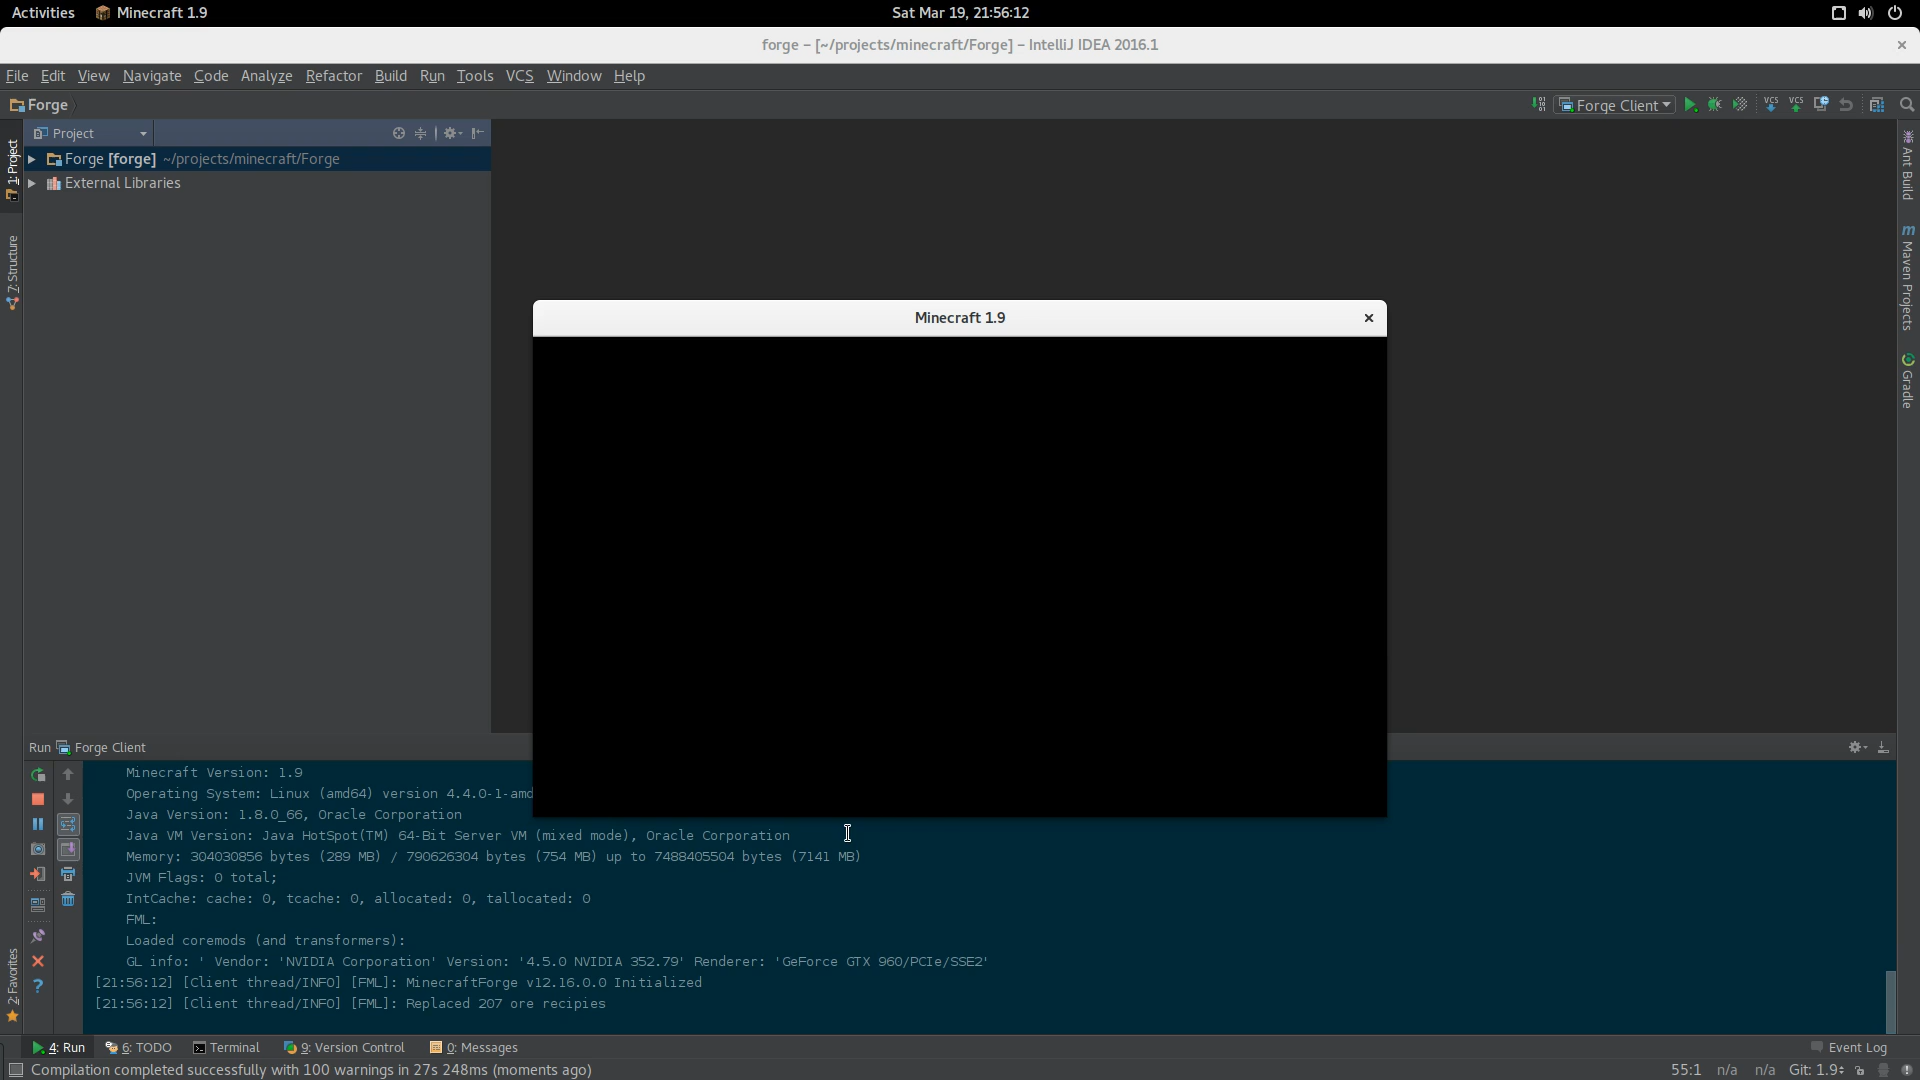 Activities Minecraft 1.9 Sat Mar 19, 21:56:12
forge – [~/projects/minecraft/Forge] – IntelliJ IDEA 2016.1
File Edit View Navigate Code Analyze Refactor Build Run Tools VCS Window Help
Forge Forge Client VCS VCS
Project
1: Project
Forge [forge] ~/projects/minecraft/Forge
External Libraries
7: Structure
Ant Build
m Maven Projects
Gradle
Minecraft 1.9
Run Forge Client
Minecraft Version: 1.9
Operating System: Linux (amd64) version 4.4.0-1-amd
Java Version: 1.8.0_66, Oracle Corporation
Java VM Version: Java HotSpot(TM) 64-Bit Server VM (mixed mode), Oracle Corporation
Memory: 304030856 bytes (289 MB) / 790626304 bytes (754 MB) up to 7488405504 bytes (7141 MB)
JVM Flags: 0 total;
IntCache: cache: 0, tcache: 0, allocated: 0, tallocated: 0
FML:
Loaded coremods (and transformers):
GL info: ' Vendor: 'NVIDIA Corporation' Version: '4.5.0 NVIDIA 352.79' Renderer: 'GeForce GTX 960/PCIe/SSE2'
[21:56:12] [Client thread/INFO] [FML]: MinecraftForge v12.16.0.0 Initialized
[21:56:12] [Client thread/INFO] [FML]: Replaced 207 ore recipies
2: Favorites
4: Run 6: TODO Terminal 9: Version Control 0: Messages Event Log
Compilation completed successfully with 100 warnings in 27s 248ms (moments ago) 55:1 n/a n/a Git: 1.9